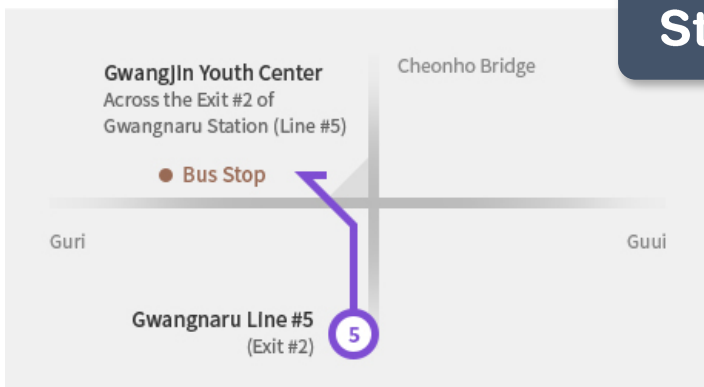 St
GwangJin Youth Center
Across the Exit #2 of
Gwangnaru Station (Line #5)
Cheonho Bridge
Bus Stop
Guri
Guui
Gwangnaru Line #5
(Exit #2)
5